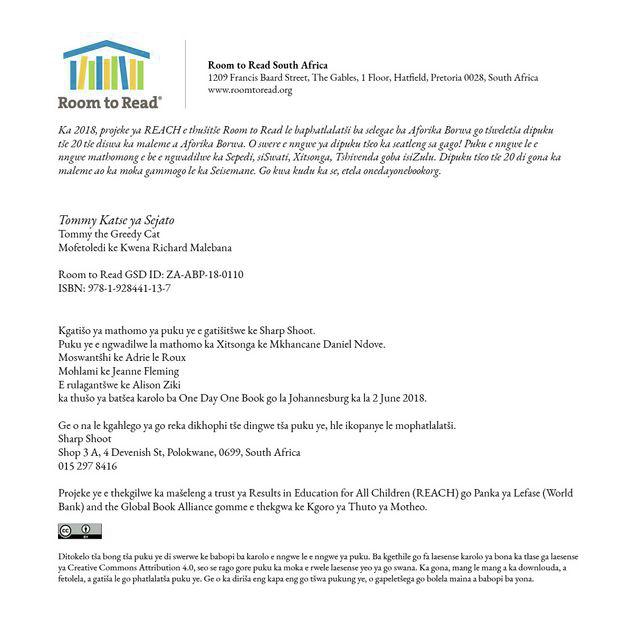 Room to Read®
Room to Read South Africa
1209 Francis Baard Street, The Gables, 1 Floor, Hatfield, Pretoria 0028, South Africa
www.roomtoread.org
Ka 2018, projeke ya REACH e thušitše Room to Read le baphatlalatši ba selegae ba Aforika Borwa go tšweletša dipuku
tše 20 tše diswa ka maleme a Aforika Borwa. O swere e nngwe ya dipuku tšeo ka seatleng sa gago! Puku e nngwe le e
nngwe mathomong e be e ngwadilwe ka Sepedi, siSwati, Xitsonga, Tshivenda goba isiZulu. Dipuku tšeo tše 20 di gona ka
maleme ao ka moka gammogo le ka Seisemane. Go kwa kudu ka se, etela onedayonebookorg.
Tommy Katse ya Sejato
Tommy the Greedy Cat
Mofetoledi ke Kwena Richard Malebana
Room to Read GSD ID: ZA-ABP-18-0110
ISBN: 978-1-928441-13-7
Kgatišo ya mathomo ya puku ye e gatišitšwe ke Sharp Shoot.
Puku ye e ngwadilwe la mathomo ka Xitsonga ke Mkhancane Daniel Ndove.
Moswantšhi ke Adrie le Roux
Mohlami ke Jeanne Fleming
E rulagantšwe ke Alison Ziki
ka thušo ya batšea karolo ba One Day One Book go la Johannesburg ka la 2 June 2018.
Ge o na le kgahlego ya go reka dikhophi tše dingwe tša puku ye, hle ikopanye le mophatlalatši.
Sharp Shoot
Shop 3 A, 4 Devenish St, Polokwane, 0699, South Africa
015 297 8416
Projeke ye e thekgilwe ka mašeleng a trust ya Results in Education for All Children (REACH) go Panka ya Lefase (World
Bank) and the Global Book Alliance gomme e thekgwa ke Kgoro ya Thuto ya Motheo.
cc BY
Ditokelo tša bong tša puku ye di swerwe ke babopi ba karolo e nngwe le e nngwe ya puku. Ba kgethile go fa laesense karolo ya bona ka tlase ga laesense
ya Creative Commons Attribution 4.0, seo se rago gore puku ka moka e rwele laesense yeo ya go swana. Ka gona, mang le mang a ka downlouda, a
fetolela, a gatiša le go phatlalatša puku ye. Ge o ka diriša eng kapa eng go tšwa pukung ye, o gapeletšega go bolela maina a babopi ba yona.